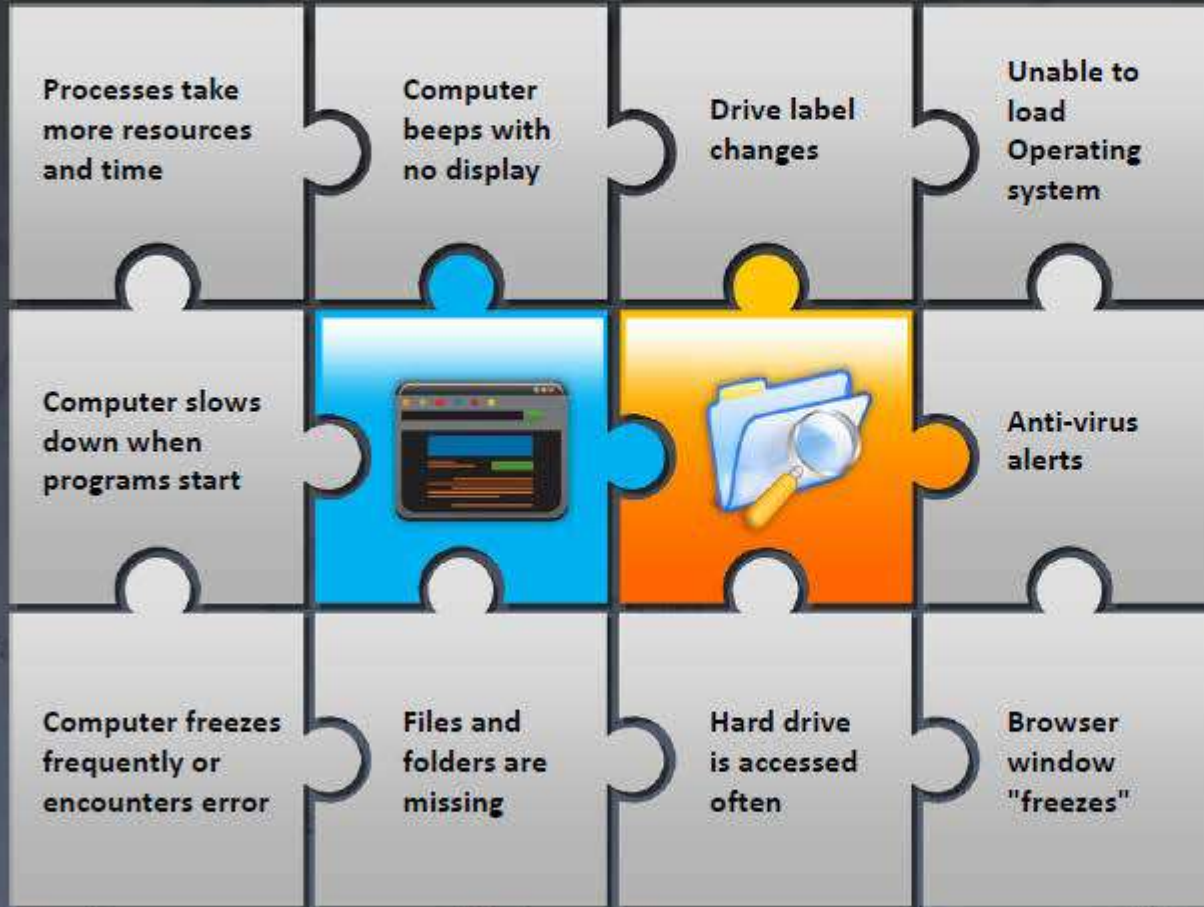 Processes take
more resources
and time
Computer
beeps with
no display
Drive label
changes
Unable to
load
Operating
system
Computer slows
down when
programs start
Anti-virus
alerts
Computer freezes
frequently or
encounters error
Files and
folders are
missing
Hard drive
is accessed
often
Browser
window
"freezes"